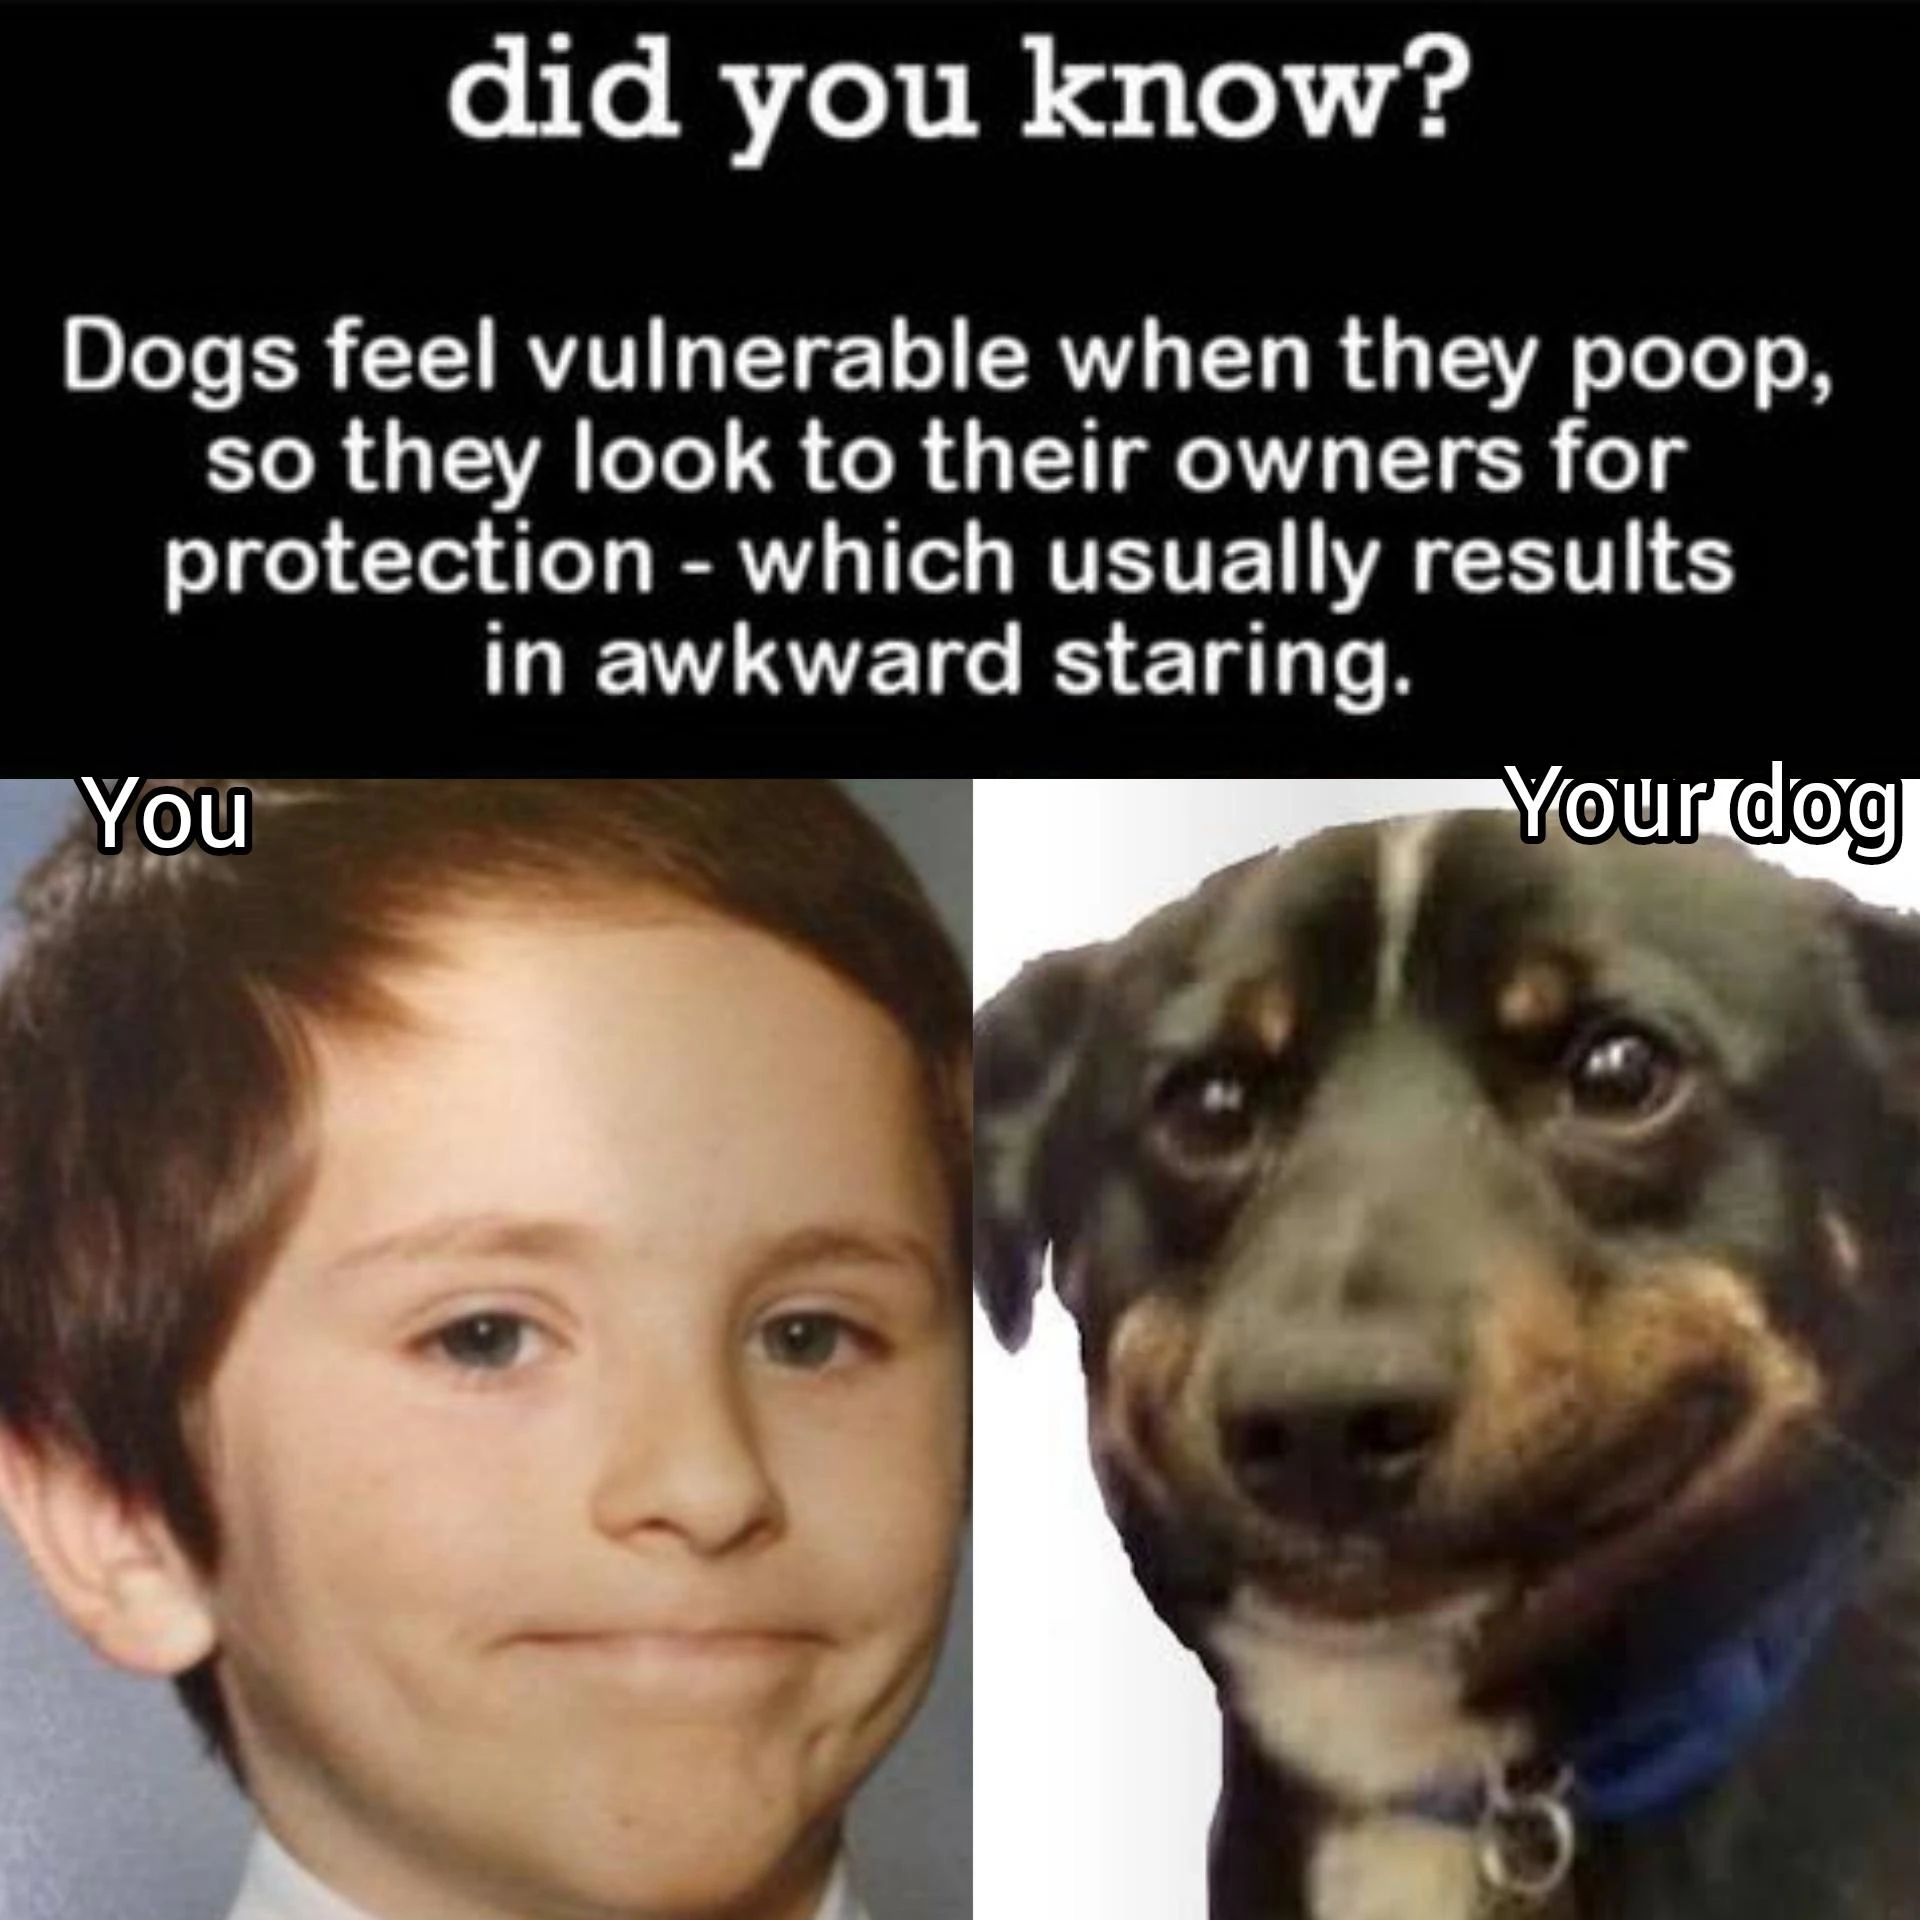 did you know?
Dogs feel vulnerable when they poop,
so they look to their owners for
protection - which usually results
in awkward staring.
You
Your dog